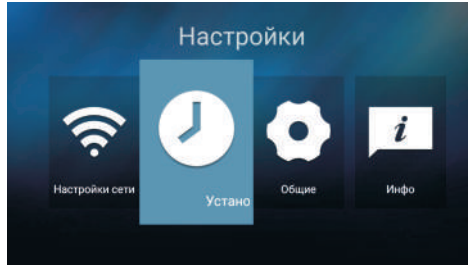 Настройки
Настройки сети
Устано
Общие
Инфо